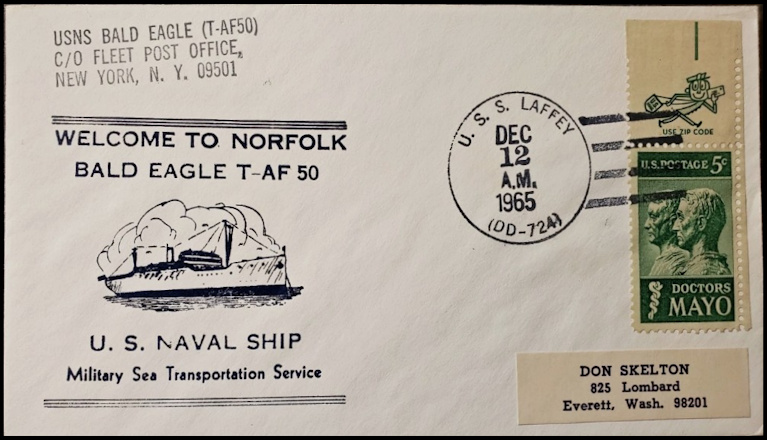 USNS BALD EAGLE (T-AF50)
C/O FLEET POST OFFICE,
NEW YORK, N. Y. 09501
WELCOME TO NORFOLK
BALD EAGLE T-AF 50
U. S. NAVAL SHIP
Military Sea Transportation Service
U. S. S. LAFFEY
DEC
12
A.M.
1965
(DD-724)
USE ZIP CODE
U.S. POSTAGE 5¢
DOCTORS
MAYO
DON SKELTON
825 Lombard
Everett, Wash. 98201